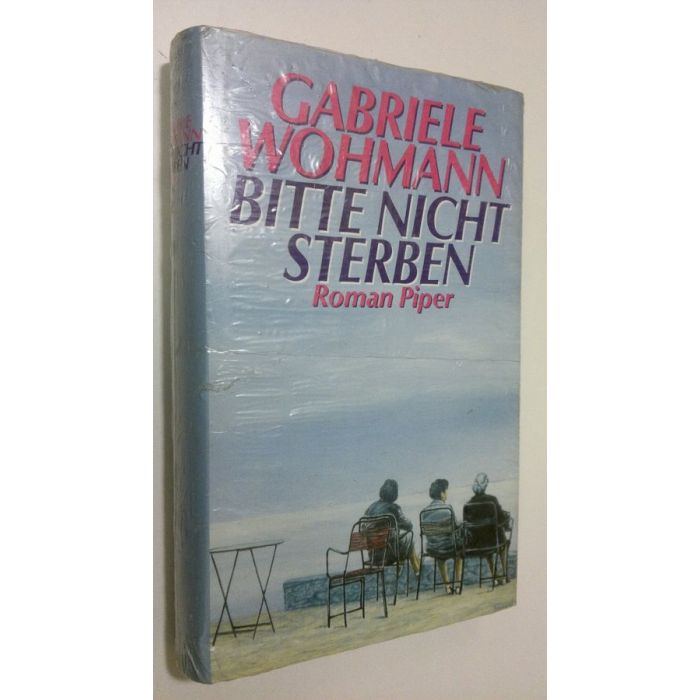 GABRIELE
WOHMANN
BITTE NICHT
STERBEN
Roman Piper